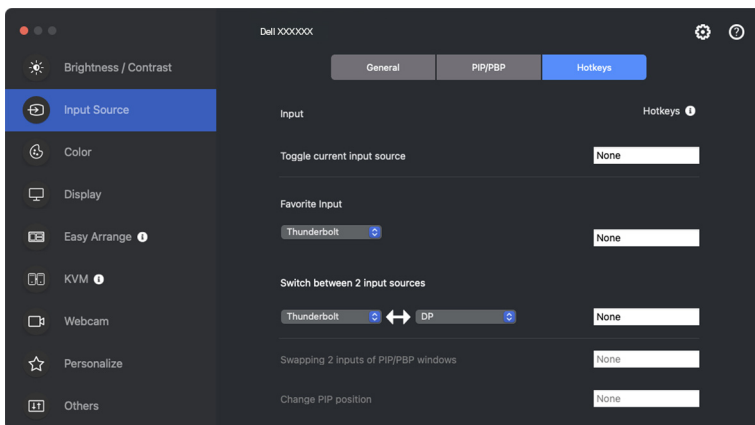 Dell XXXXXX
Brightness / Contrast
Input Source
Color
Display
Easy Arrange
KVM
Webcam
Personalize
Others
General PIP/PBP Hotkeys
Input Hotkeys
Toggle current input source None
Favorite Input
Thunderbolt None
Switch between 2 input sources
Thunderbolt DP None
Swapping 2 inputs of PIP/PBP windows None
Change PIP position None